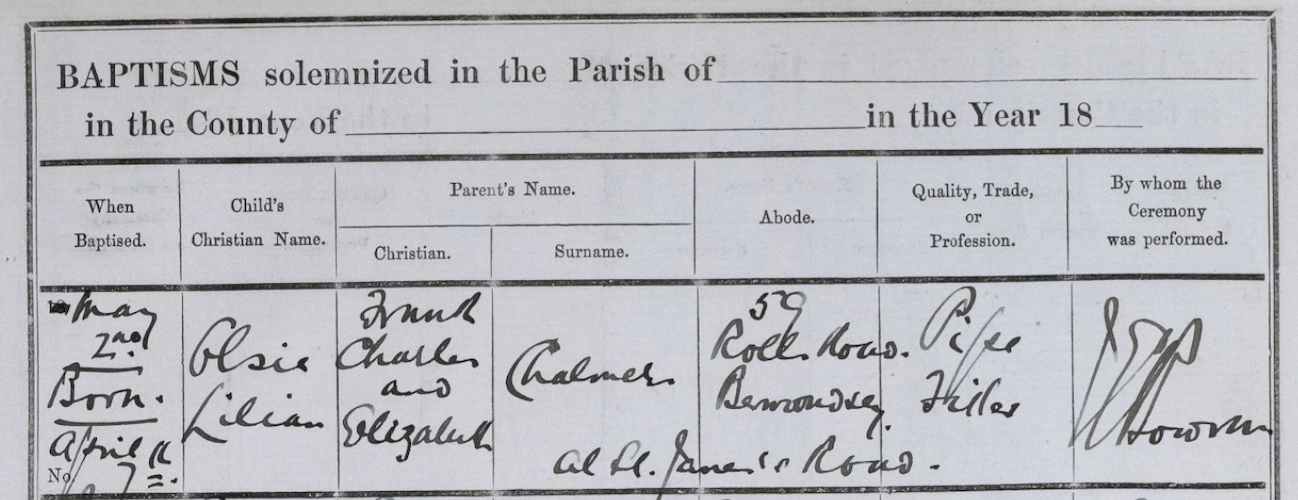 BAPTISMS solemnized in the Parish of
in the County of in the Year 18
When Baptised.
Child's Christian Name.
Parent's Name.
Christian.
Surname.
Abode.
Quality, Trade, or Profession.
By whom the Ceremony was performed.
May
2nd
Born.
April
7
No
Elsie
Lilian
Frank
Charles
and
Elizabeth
Chalmers
59
Rolls Road.
Bermondsey
Pipe
at St. James's Road.